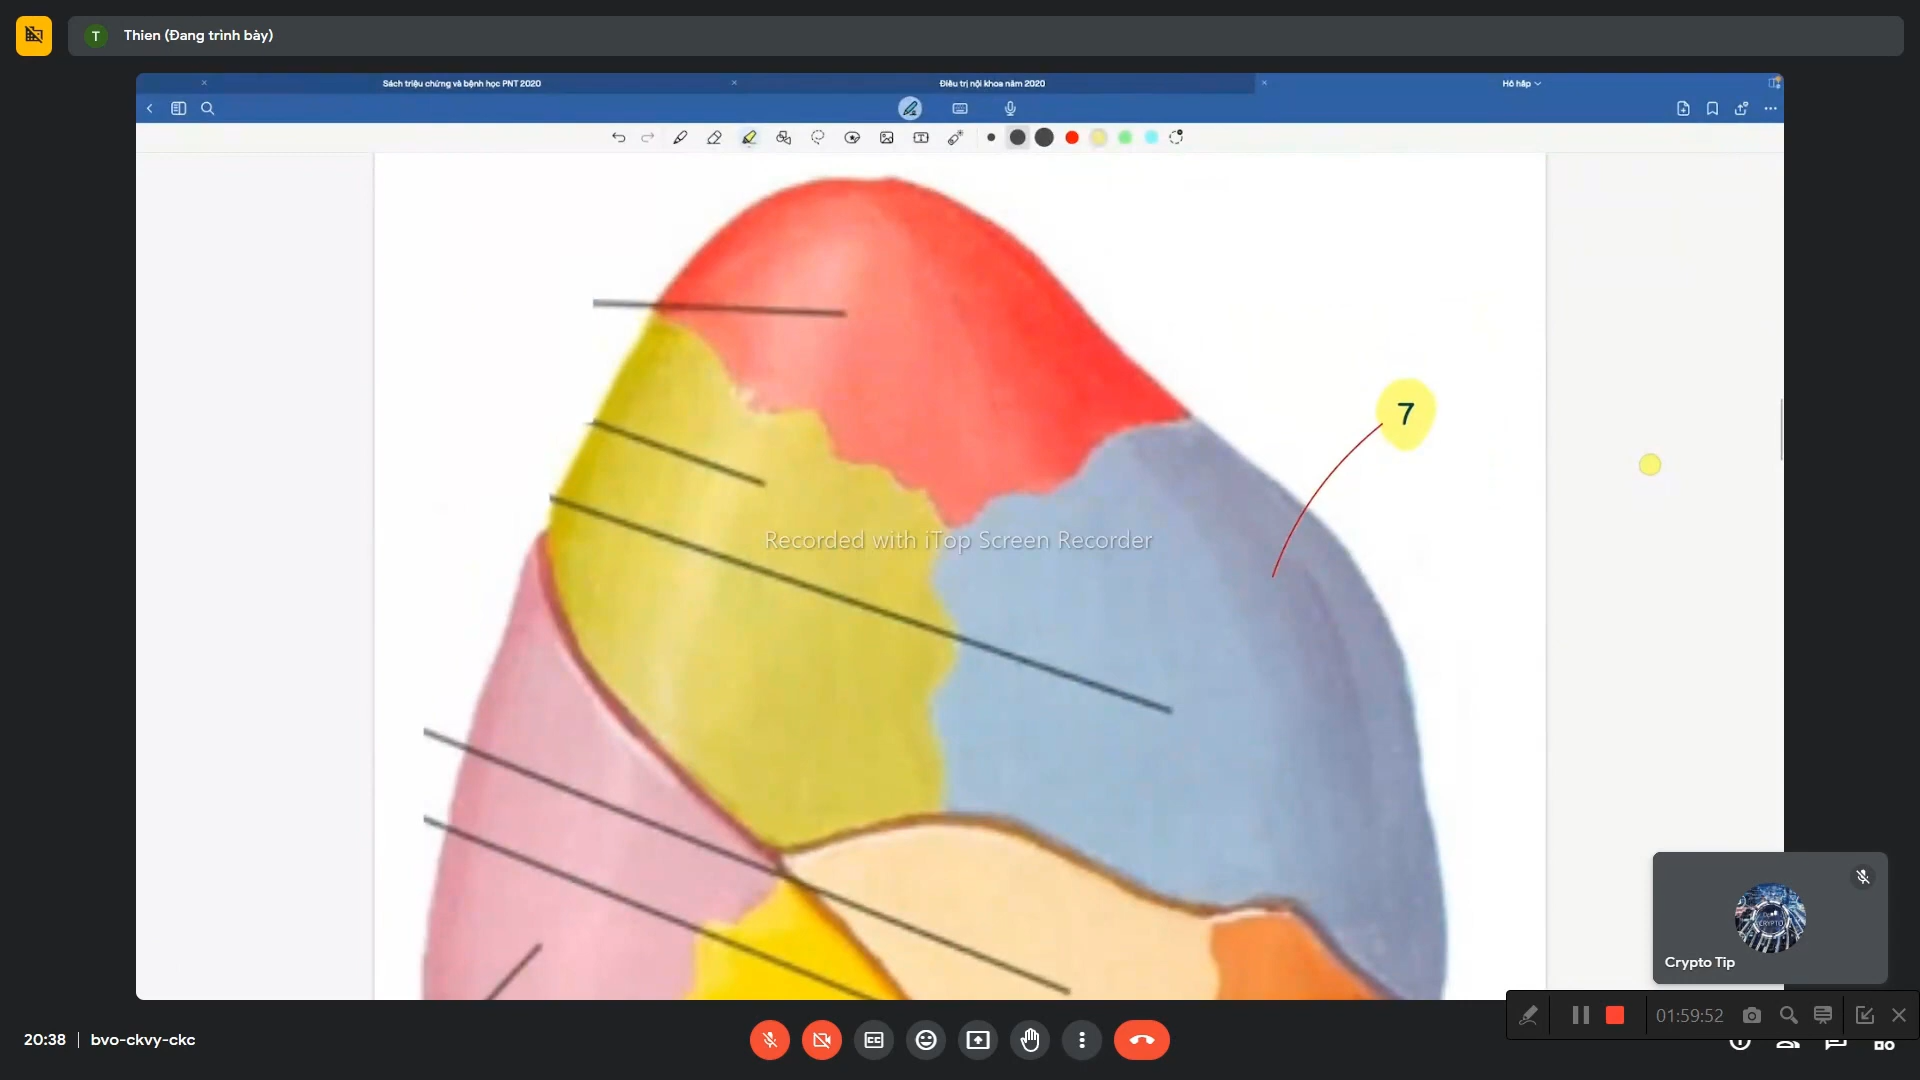 T Thien (Đang trình bày)
Sách triệu chứng và bệnh học PNT 2020
Điều trị nội khoa năm 2020
Hô hấp
7
Recorded with iTop Screen Recorder
CRYPTO
Crypto Tip
01:59:52
20:38 | bvo-ckvy-ckc